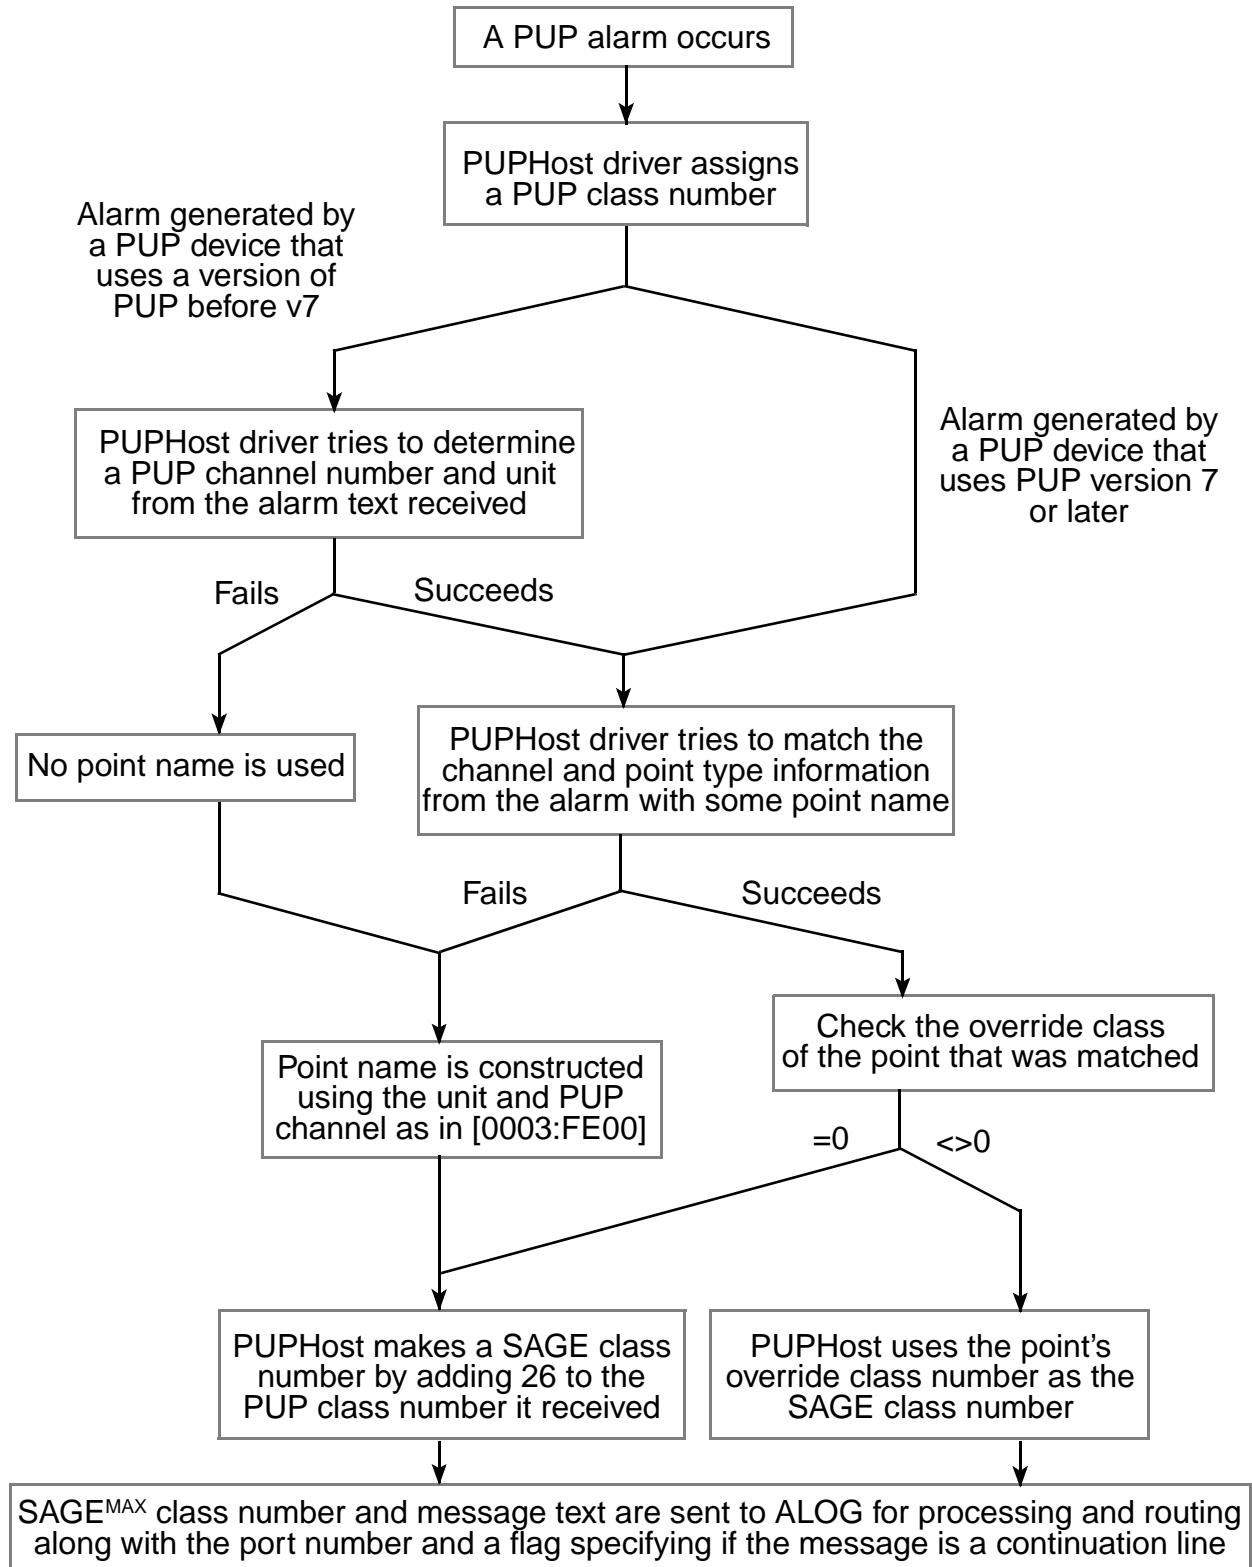 A PUP alarm occurs
PUPHost driver assigns
a PUP class number
Alarm generated by
a PUP device that
uses a version of
PUP before v7
PUPHost driver tries to determine
a PUP channel number and unit
from the alarm text received
Alarm generated by
a PUP device that
uses PUP version 7
or later
Fails
Succeeds
No point name is used
PUPHost driver tries to match the
channel and point type information
from the alarm with some point name
Fails
Succeeds
Check the override class
of the point that was matched
Point name is constructed
using the unit and PUP
channel as in [0003:FE00]
=0
<>0
PUPHost makes a SAGE class
number by adding 26 to the
PUP class number it received
PUPHost uses the point's
override class number as the
SAGE class number
SAGEMAX class number and message text are sent to ALOG for processing and routing
along with the port number and a flag specifying if the message is a continuation line